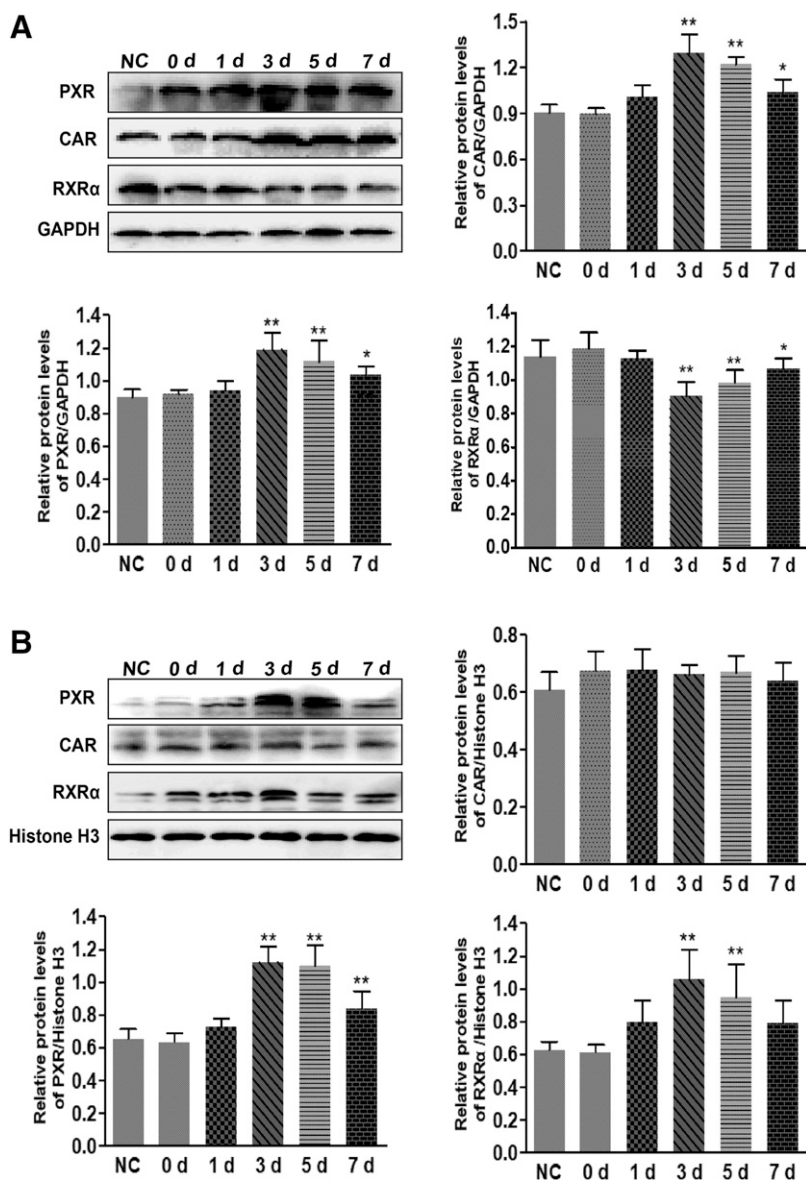 A
NC 0 d 1 d 3 d 5 d 7 d
PXR
CAR
RXRα
GAPDH
Relative protein levels
of CAR/GAPDH
1.5
1.2
0.9
0.6
0.3
0.0
** ** *
NC 0 d 1 d 3 d 5 d 7 d
Relative protein levels
of PXR/GAPDH
1.4
1.2
1.0
0.8
0.6
0.4
0.2
0.0
** ** *
NC 0 d 1 d 3 d 5 d 7 d
Relative protein levels
of RXRα/GAPDH
1.4
1.2
1.0
0.8
0.6
0.4
0.2
0.0
** ** *
NC 0 d 1 d 3 d 5 d 7 d
B
NC 0 d 1 d 3 d 5 d 7 d
PXR
CAR
RXRα
Histone H3
Relative protein levels
of CAR/Histone H3
0.8
0.6
0.4
0.2
0.0
NC 0 d 1 d 3 d 5 d 7 d
Relative protein levels
of PXR/Histone H3
1.4
1.2
1.0
0.8
0.6
0.4
0.2
0.0
** ** **
NC 0 d 1 d 3 d 5 d 7 d
Relative protein levels
of RXRα/Histone H3
1.4
1.2
1.0
0.8
0.6
0.4
0.2
0.0
** **
NC 0 d 1 d 3 d 5 d 7 d